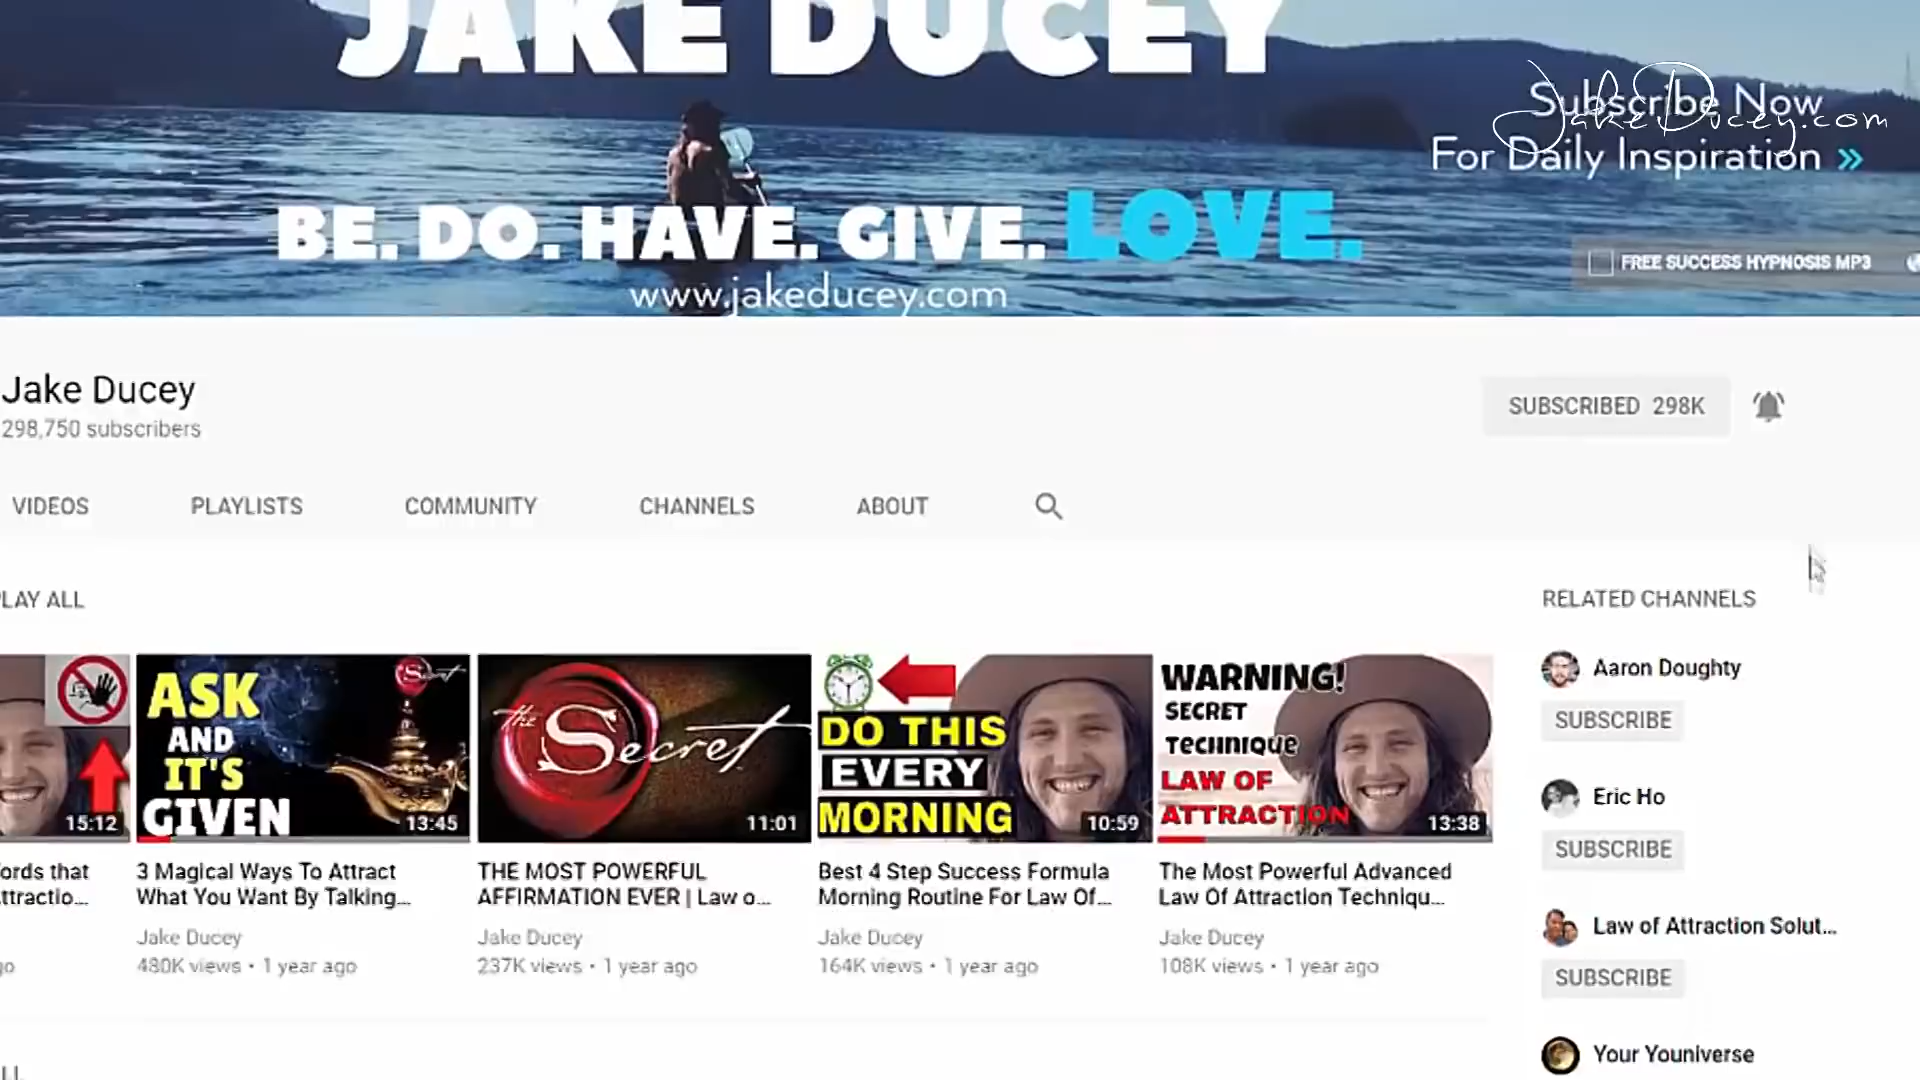 JAKE DUCEY
Subscribe Now
JakeDucey.com
For Daily Inspiration »
BE. DO. HAVE. GIVE. LOVE.
FREE SUCCESS HYPNOSIS MP3
www.jakeducey.com
Jake Ducey
298,750 subscribers
SUBSCRIBED 298K
VIDEOS PLAYLISTS COMMUNITY CHANNELS ABOUT
LAY ALL
RELATED CHANNELS
15:12
ASK
AND
IT'S
GIVEN
13:45
the Secret
11:01
DO THIS
EVERY
MORNING
10:59
WARNING!
SECRET
TECHNIQUE
LAW OF
ATTRACTION
13:38
ords that
ttractio...
3 Magical Ways To Attract
What You Want By Talking...
Jake Ducey
480K views • 1 year ago
THE MOST POWERFUL
AFFIRMATION EVER | Law o...
Jake Ducey
237K views • 1 year ago
Best 4 Step Success Formula
Morning Routine For Law Of...
Jake Ducey
164K views • 1 year ago
The Most Powerful Advanced
Law Of Attraction Techniqu...
Jake Ducey
108K views • 1 year ago
go
Aaron Doughty
SUBSCRIBE
Eric Ho
SUBSCRIBE
Law of Attraction Solut...
SUBSCRIBE
Your Youniverse